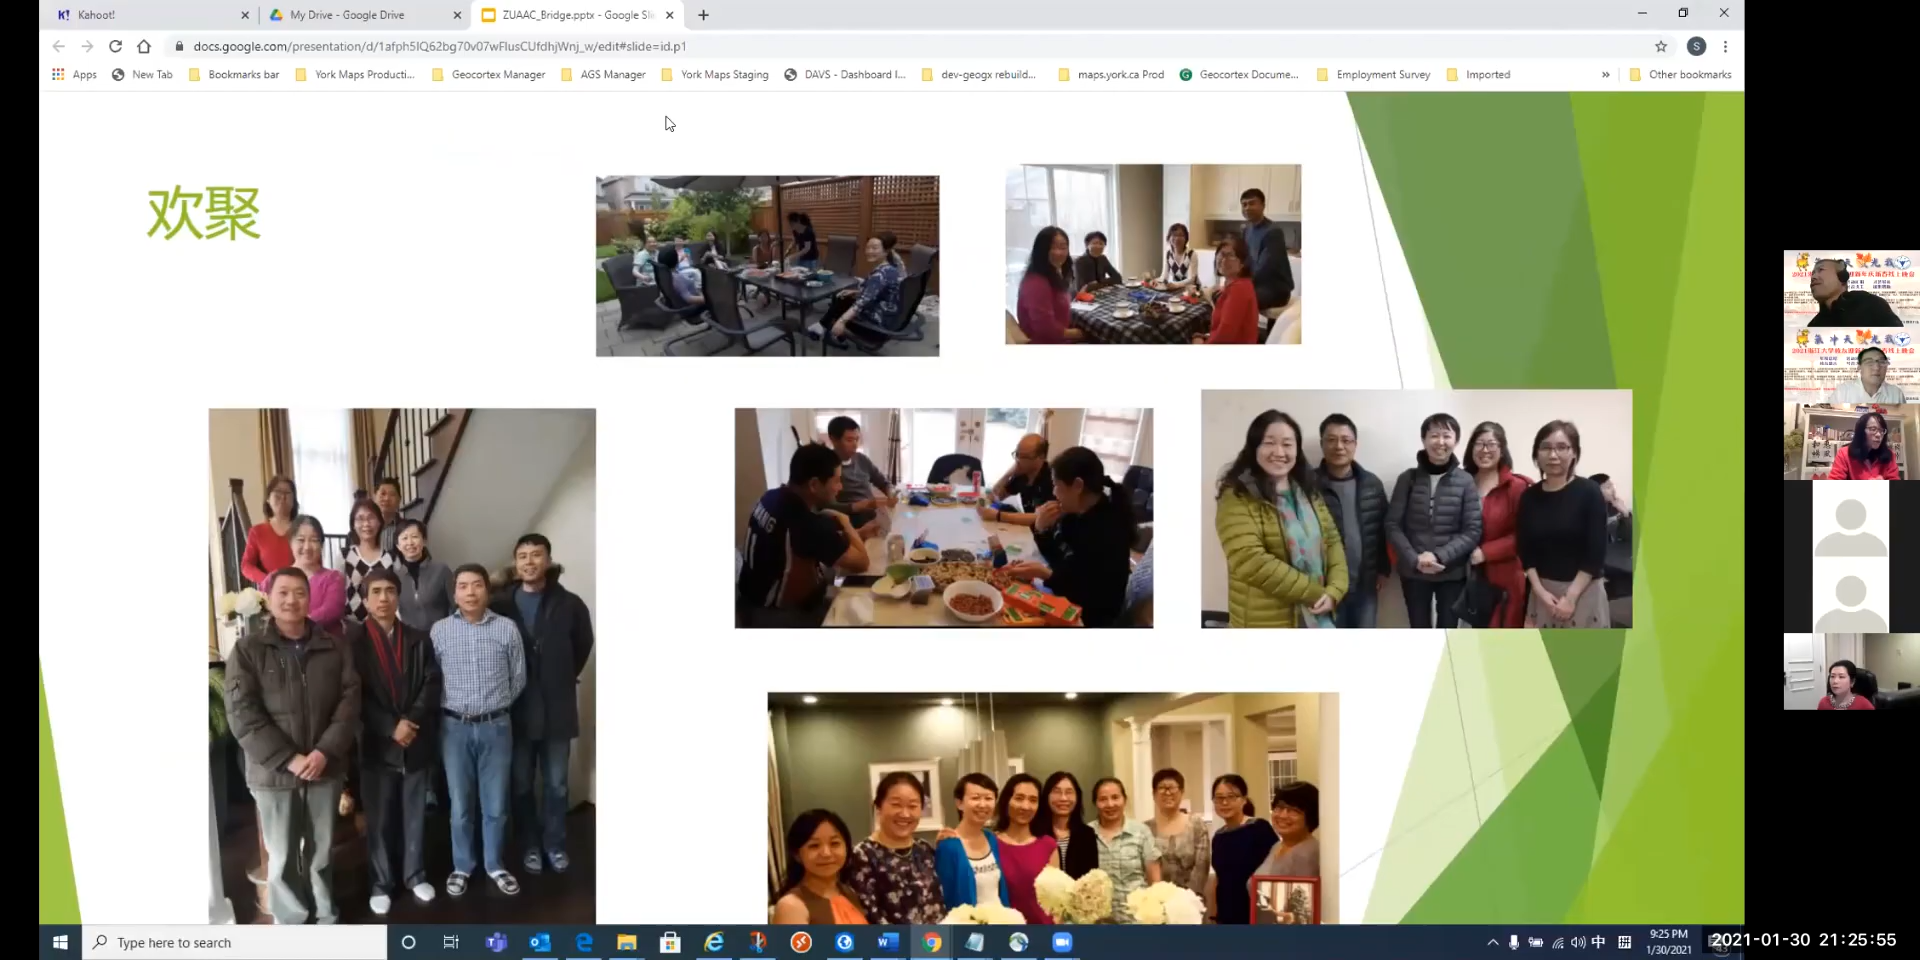 Kahoot!
My Drive - Google Drive
ZUAAC_Bridge.pptx - Google Sli
docs.google.com/presentation/d/1afph5IQ62bg70v07wFlusCUfdhjWnj_w/edit#slide=id.p1
S
Apps
New Tab
Bookmarks bar
York Maps Producti...
Geocortex Manager
AGS Manager
York Maps Staging
DAVS - Dashboard I...
dev-geogx rebuild...
maps.york.ca Prod
Geocortex Docume...
Employment Survey
Imported
Other bookmarks
欢聚
WANG
Type here to search
中
9:25 PM
1/30/2021
2021-01-30 21:25:55